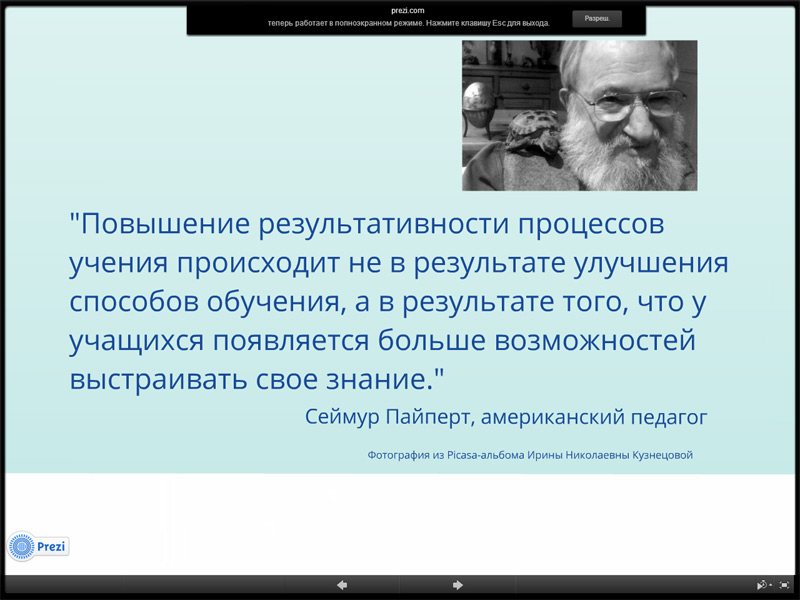 prezi.com
теперь работает в полноэкранном режиме. Нажмите клавишу Esc для выхода.
Разреш.
"Повышение результативности процессов
учения происходит не в результате улучшения
способов обучения, а в результате того, что у
учащихся появляется больше возможностей
выстраивать свое знание."
Сеймур Пайперт, американский педагог
Фотография из Picasa-альбома Ирины Николаевны Кузнецовой
Prezi